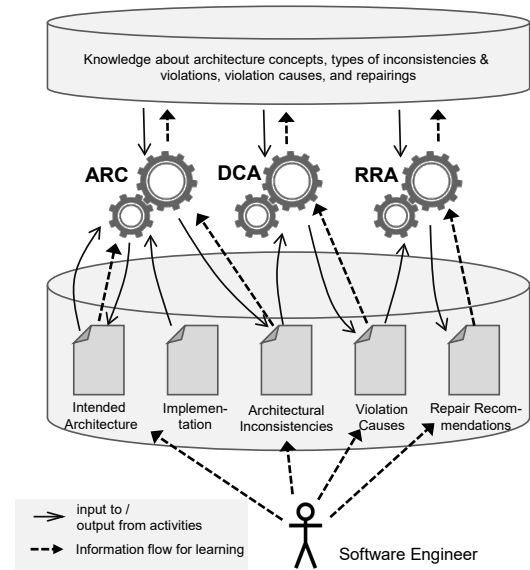 Knowledge about architecture concepts, types of inconsistencies &
violations, violation causes, and repairings
ARC
DCA
RRA
Intended
Architecture
Implemen-
tation
Architectural
Inconsistencies
Violation
Causes
Repair Recom-
mendations
input to /
output from activities
Information flow for learning
Software Engineer